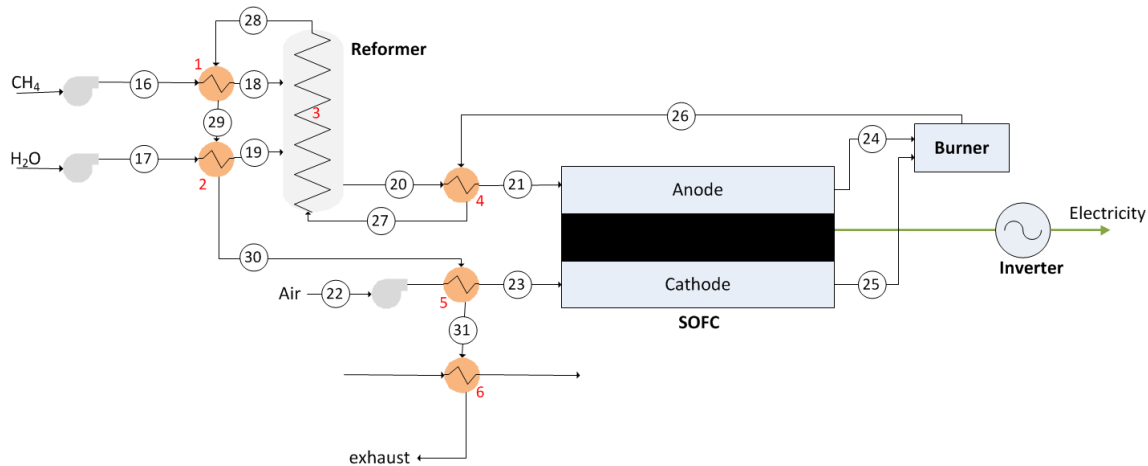 28
Reformer
1
CH4
16
18
3
29
26
H2O
17
19
2
24
Burner
20
21
4
Anode
27
Electricity
30
Inverter
Air
22
5
23
Cathode
25
SOFC
31
6
exhaust